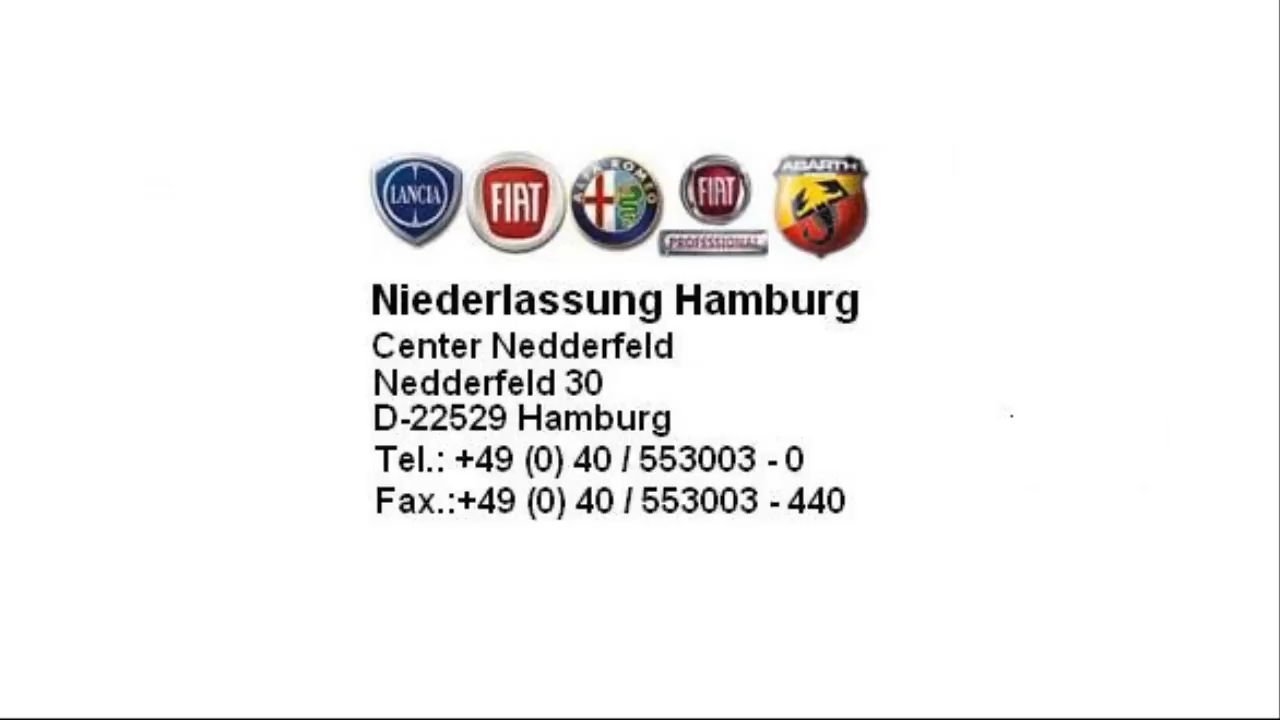 LANCIA FIAT ALFA ROMEO FIAT ABARTH
PROFESSIONAL
Niederlassung Hamburg
Center Nedderfeld
Nedderfeld 30
D-22529 Hamburg
Tel.: +49 (0) 40 / 553003 - 0
Fax.:+49 (0) 40 / 553003 - 440